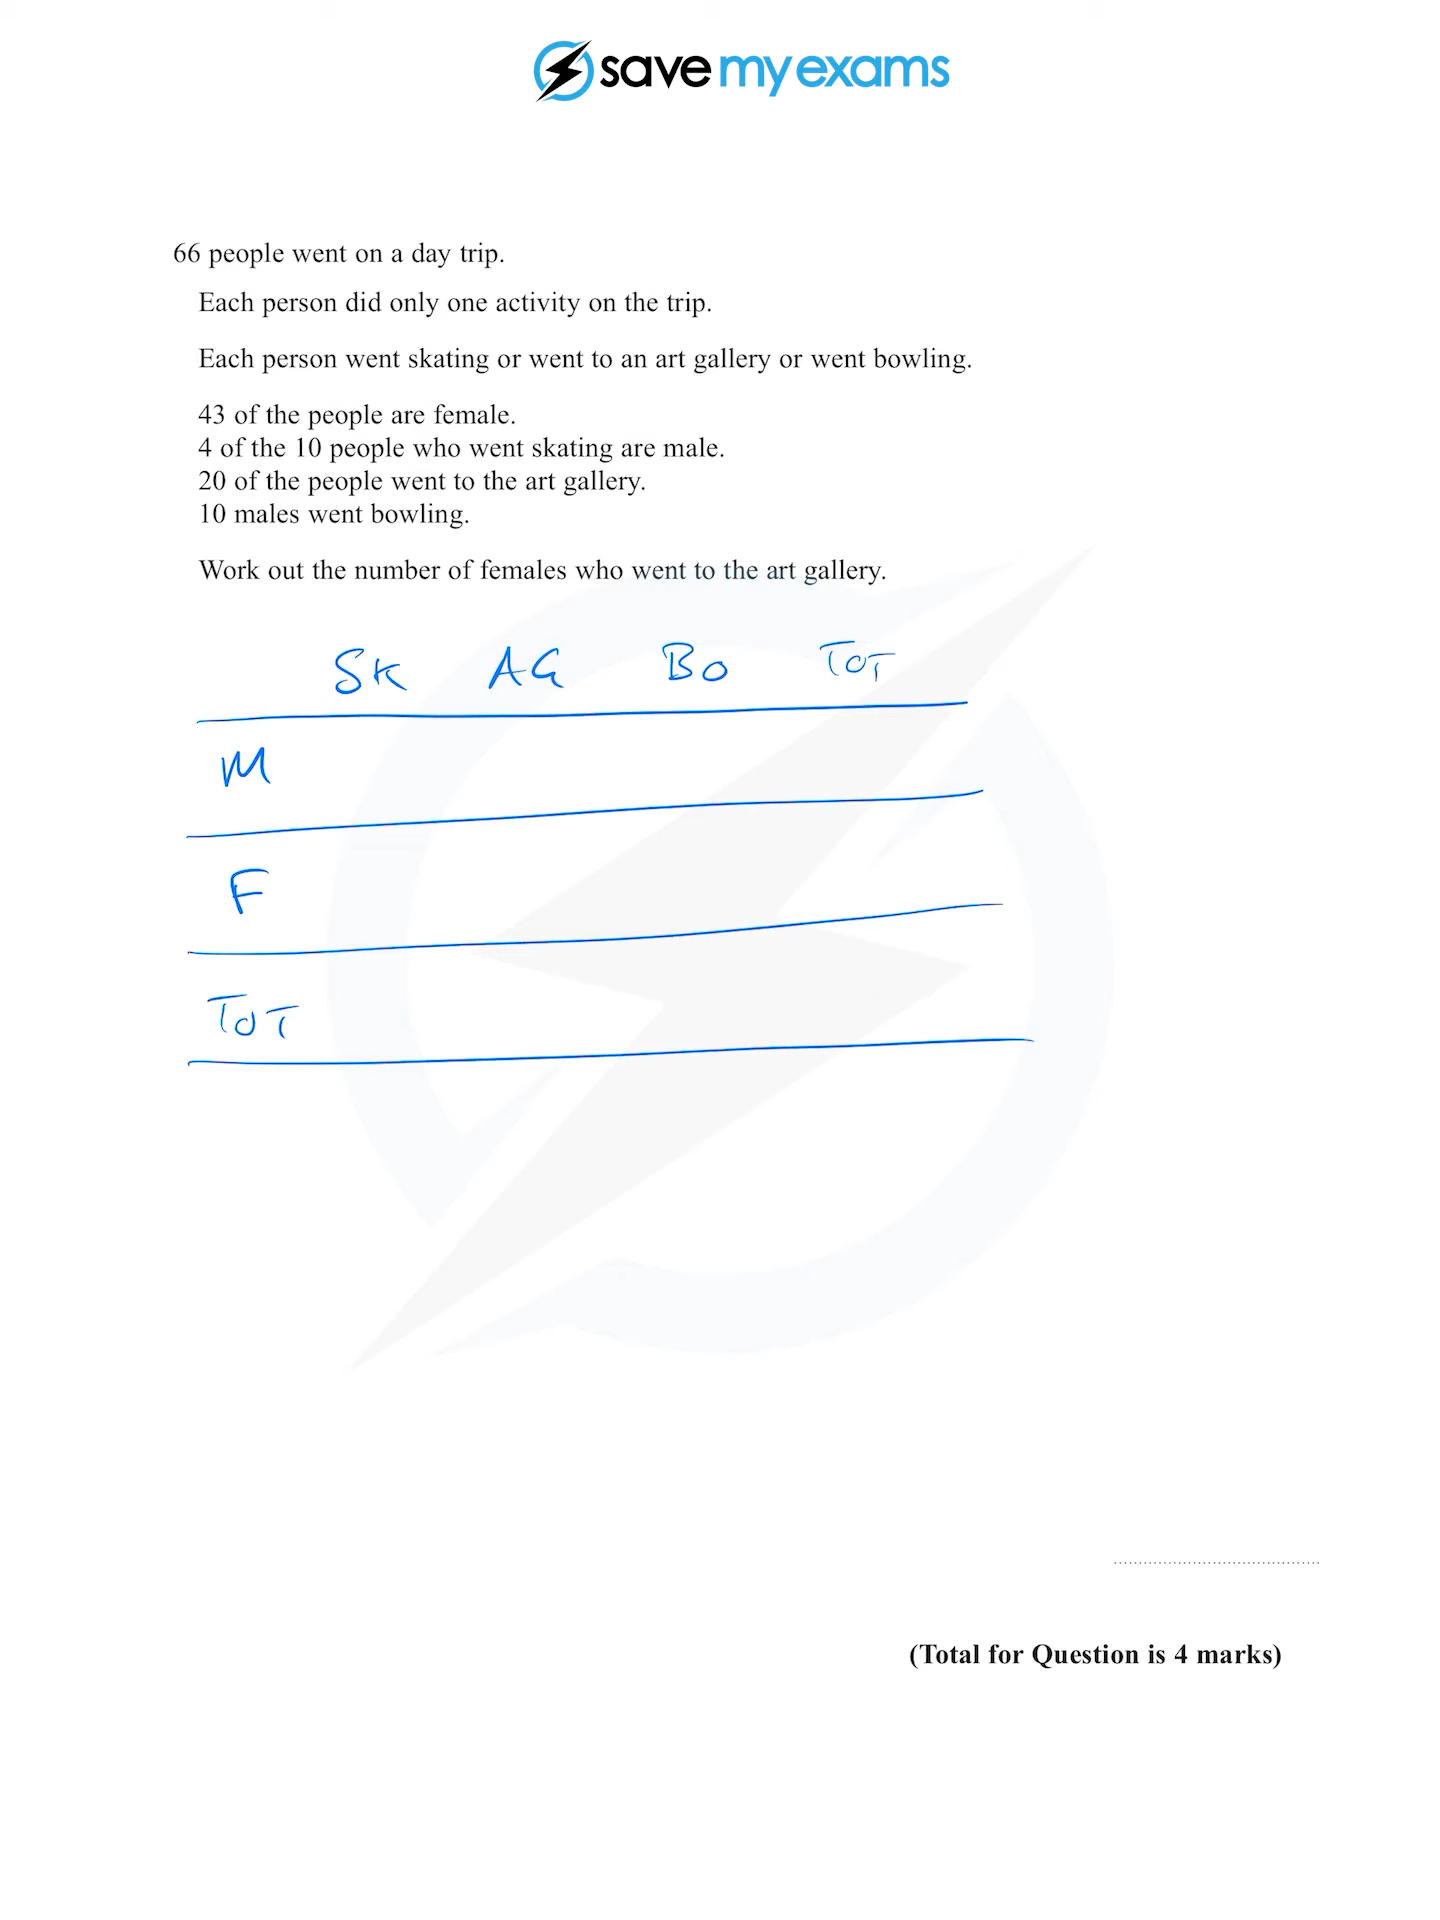 save my exams
66 people went on a day trip.
Each person did only one activity on the trip.
Each person went skating or went to an art gallery or went bowling.
43 of the people are female.
4 of the 10 people who went skating are male.
20 of the people went to the art gallery.
10 males went bowling.
Work out the number of females who went to the art gallery.
SK AG BO TOT
M
F
TOT
(Total for Question is 4 marks)